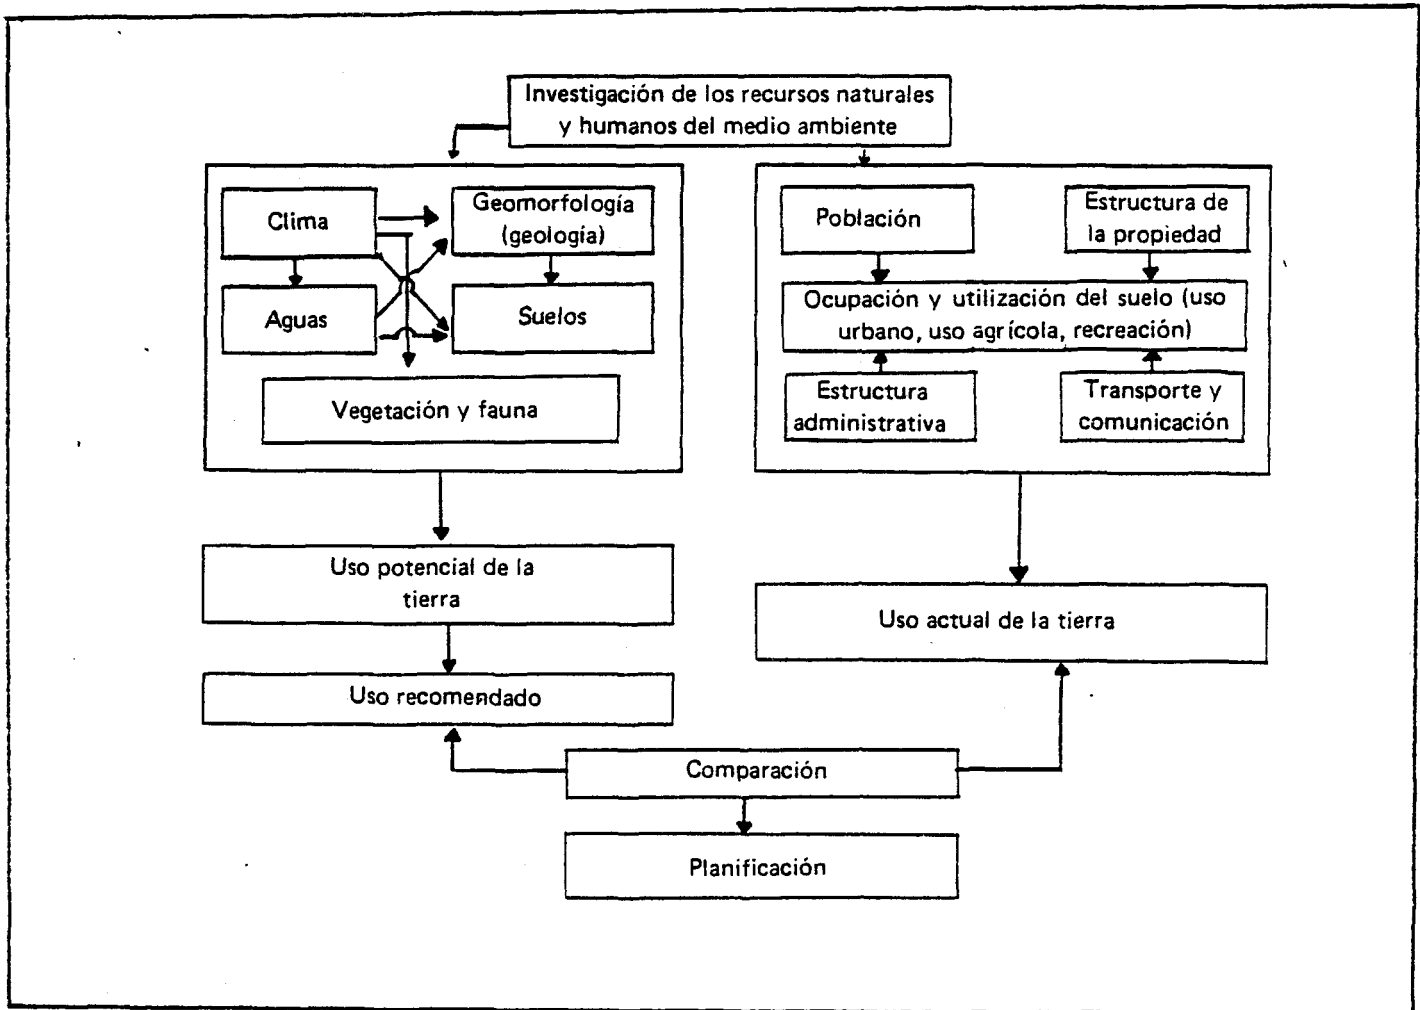 Investigación de los recursos naturales
y humanos del medio ambiente
Clima
Geomorfología
(geología)
Aguas
Suelos
Vegetación y fauna
Población
Estructura de
la propiedad
Ocupación y utilización del suelo (uso
urbano, uso agrícola, recreación)
Estructura
administrativa
Transporte y
comunicación
Uso potencial de la
tierra
Uso actual de la tierra
Uso recomendado
Comparación
Planificación